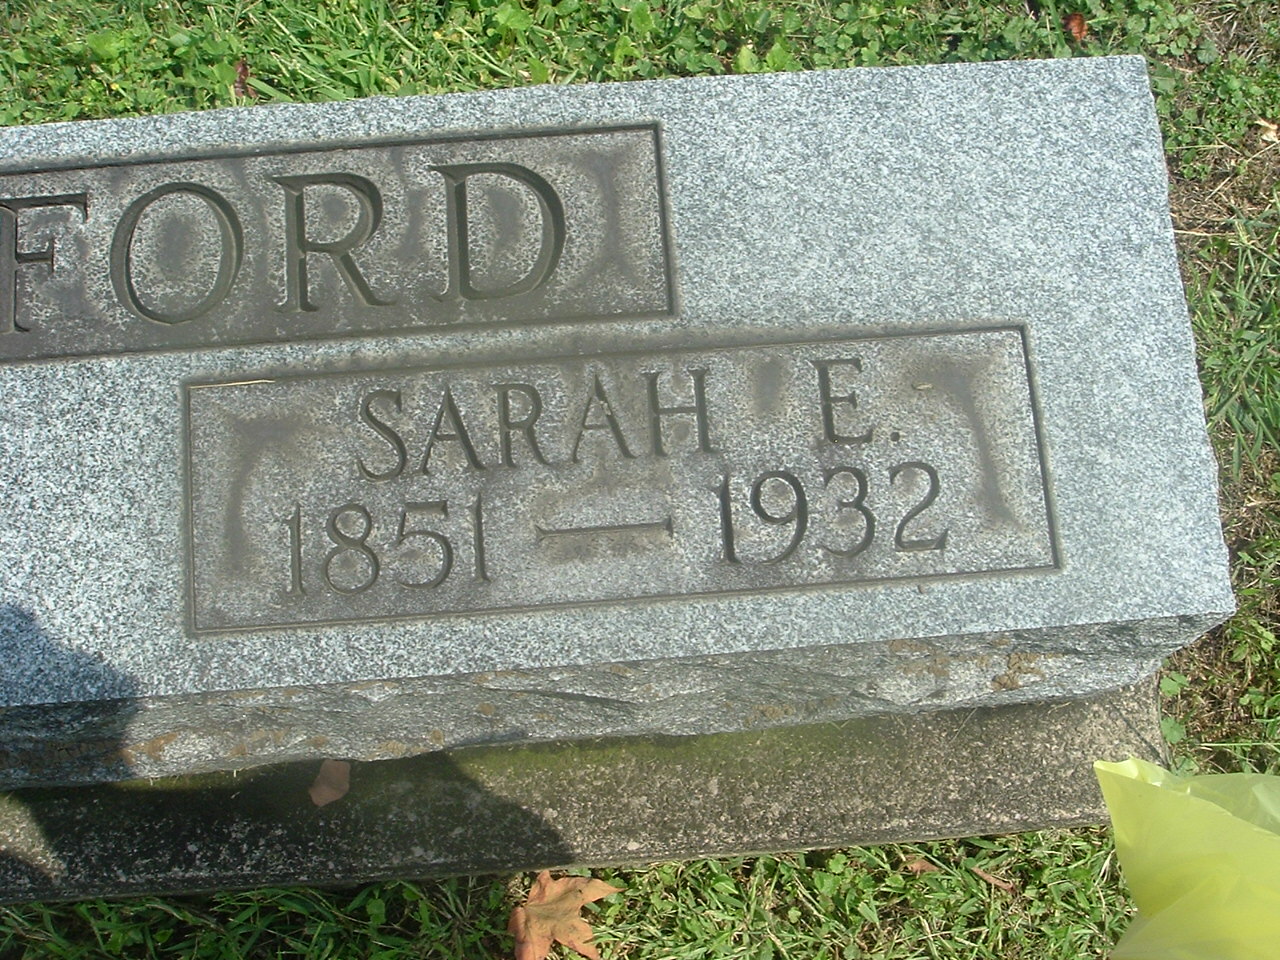 FORD
SARAH E.
1851 — 1932